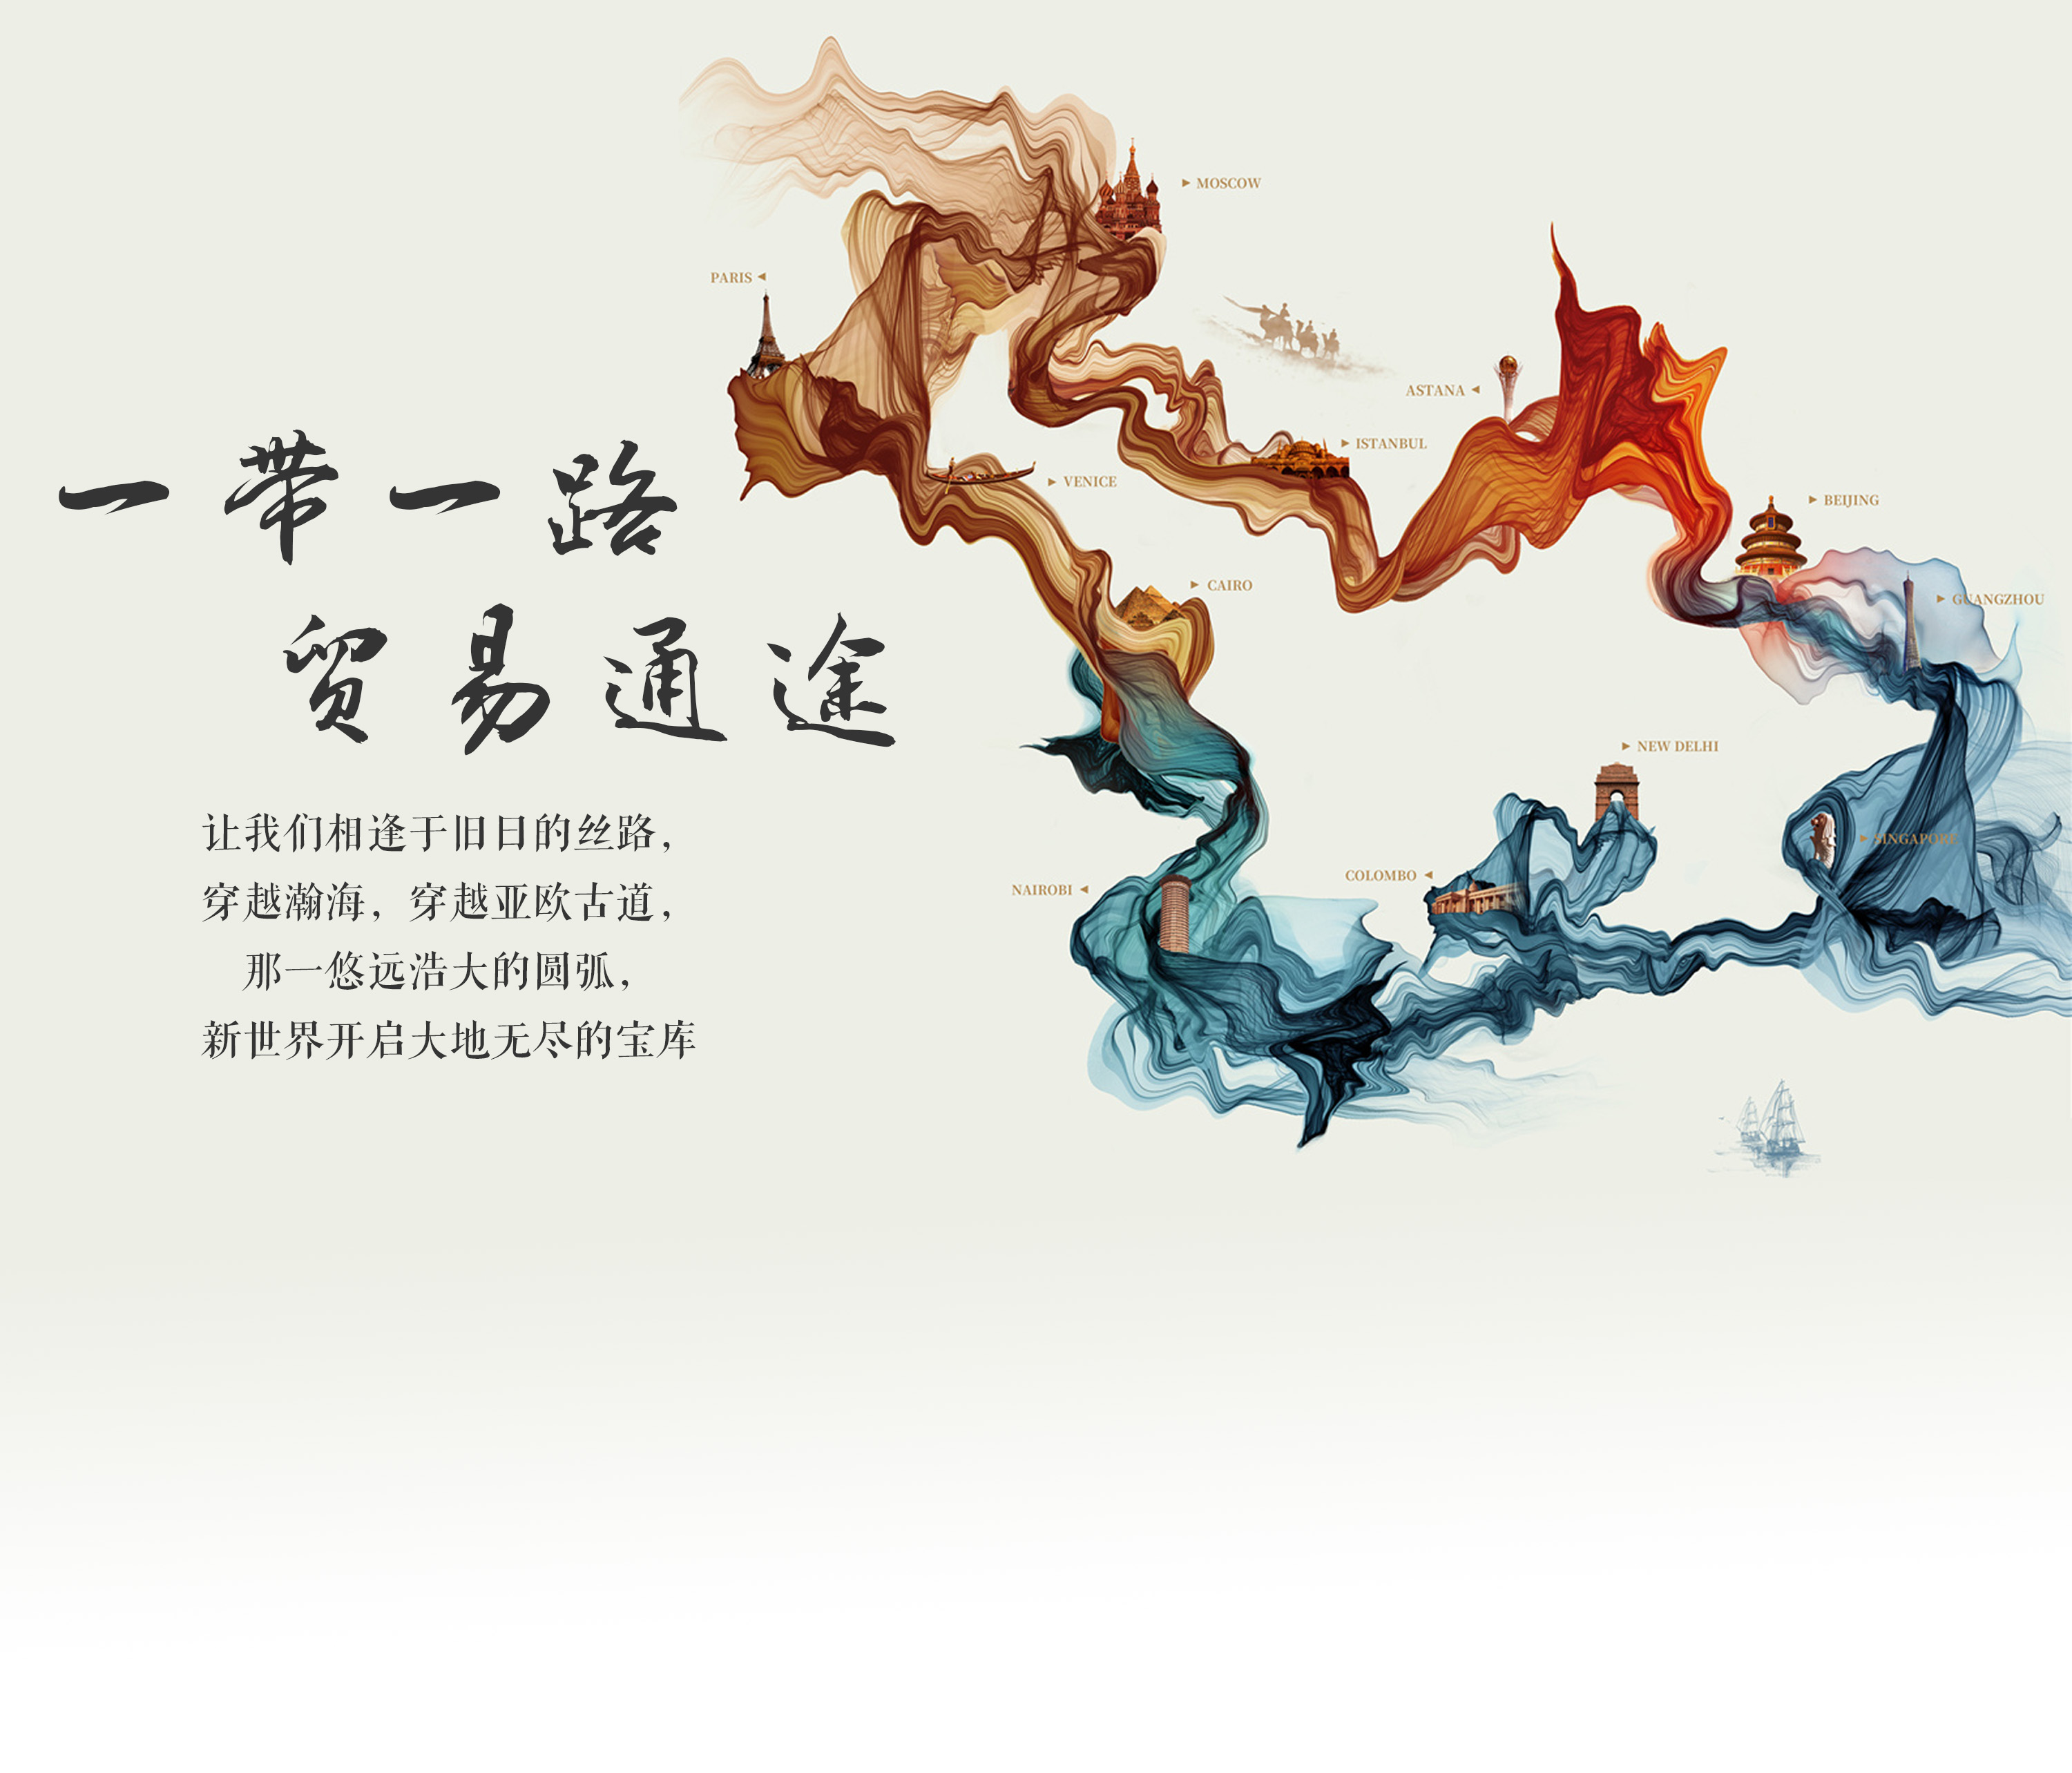 一带一路
贸易通途
让我们相逢于旧日的丝路，
穿越瀚海，穿越亚欧古道，
那一悠远浩大的圆弧，
新世界开启大地无尽的宝库
MOSCOW
PARIS
ASTANA
ISTANBUL
VENICE
BEIJING
CAIRO
GUANGZHOU
NEW DELHI
SINGAPORE
COLOMBO
NAIROBI